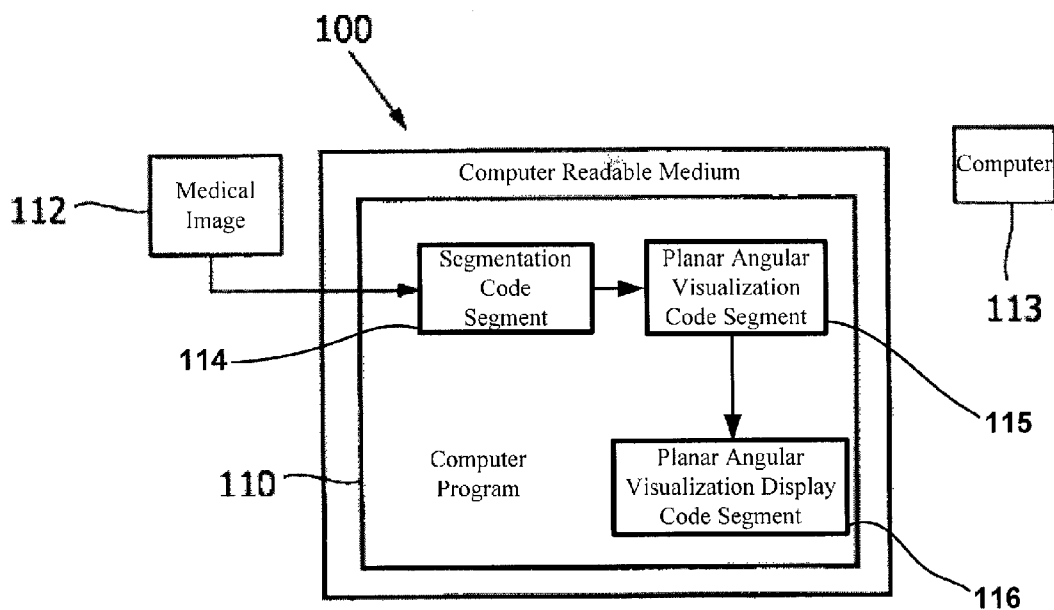 100
Computer Readable Medium
Computer
Medical
Image
112
113
Segmentation
Code
Segment
114
Planar Angular
Visualization
Code Segment
115
Computer
Program
110
Planar Angular
Visualization Display
Code Segment
116